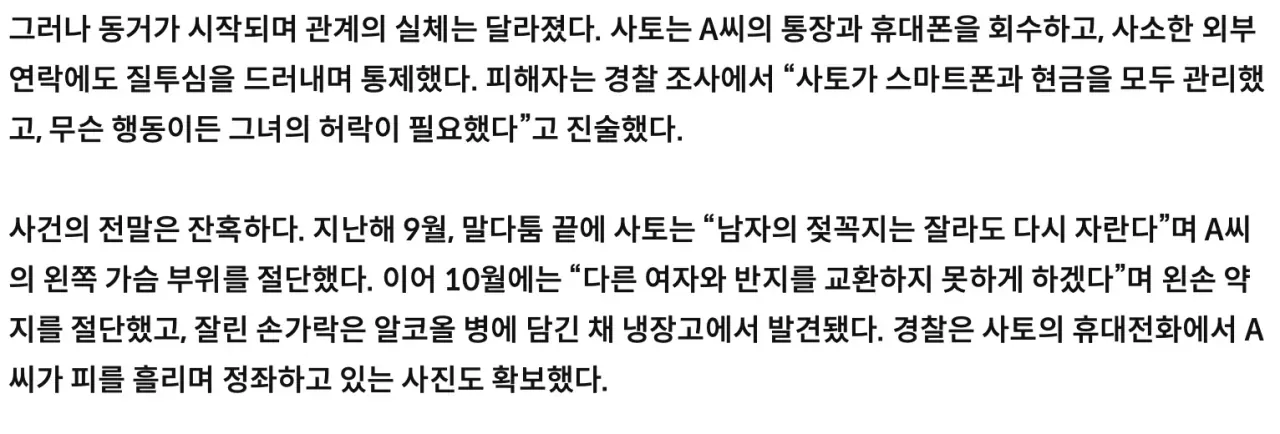 그러나 동거가 시작되며 관계의 실체는 달라졌다. 사토는 A씨의 통장과 휴대폰을 회수하고, 사소한 외부
연락에도 질투심을 드러내며 통제했다. 피해자는 경찰 조사에서 “사토가 스마트폰과 현금을 모두 관리했
고, 무슨 행동이든 그녀의 허락이 필요했다”고 진술했다.
사건의 전말은 잔혹하다. 지난해 9월, 말다툼 끝에 사토는 “남자의 젖꼭지는 잘라도 다시 자란다”며 A씨
의 왼쪽 가슴 부위를 절단했다. 이어 10월에는 “다른 여자와 반지를 교환하지 못하게 하겠다”며 왼손 약
지를 절단했고, 잘린 손가락은 알코올 병에 담긴 채 냉장고에서 발견됐다. 경찰은 사토의 휴대전화에서 A
씨가 피를 흘리며 정좌하고 있는 사진도 확보했다.